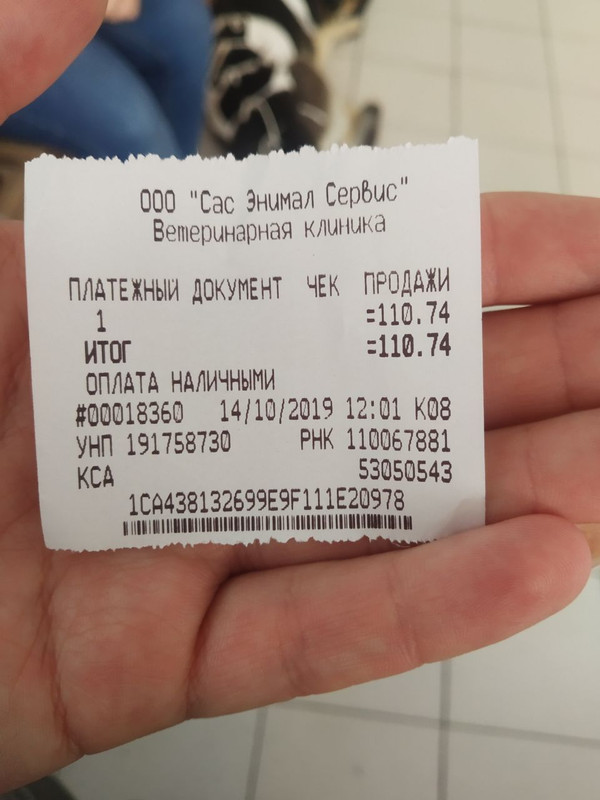 ООО "Сас Энимал Сервис"
Ветеринарная клиника
ПЛАТЕЖНЫЙ ДОКУМЕНТ ЧЕК ПРОДАЖИ
1 =110.74
ИТОГ =110.74
ОПЛАТА НАЛИЧНЫМИ
#00018360 14/10/2019 12:01 К08
УНП 191758730 РНК 110067881
КСА 53050543
1CA438132699E9F111E20978